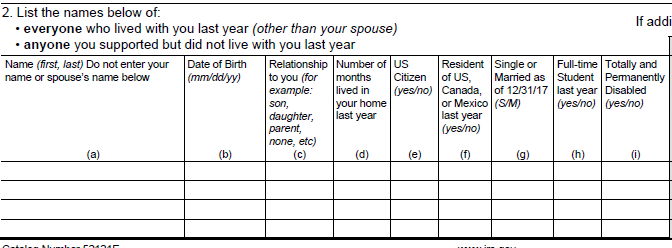 2. List the names below of:
• everyone who lived with you last year (other than your spouse)
If addi
• anyone you supported but did not live with you last year
Name (first, last) Do not enter your
name or spouse's name below
(a)
Date of Birth
(mm/dd/yy)
(b)
Relationship
to you (for
example:
son,
daughter,
parent,
none, etc)
(c)
Number of
months
lived in
your home
last year
(d)
US
Citizen
(yes/no)
(e)
Resident
of US,
Canada,
or Mexico
last year
(yes/no)
(f)
Single or
Married as
of 12/31/17
(S/M)
(g)
Full-time
Student
last year
(yes/no)
(h)
Totally and
Permanently
Disabled
(yes/no)
(i)